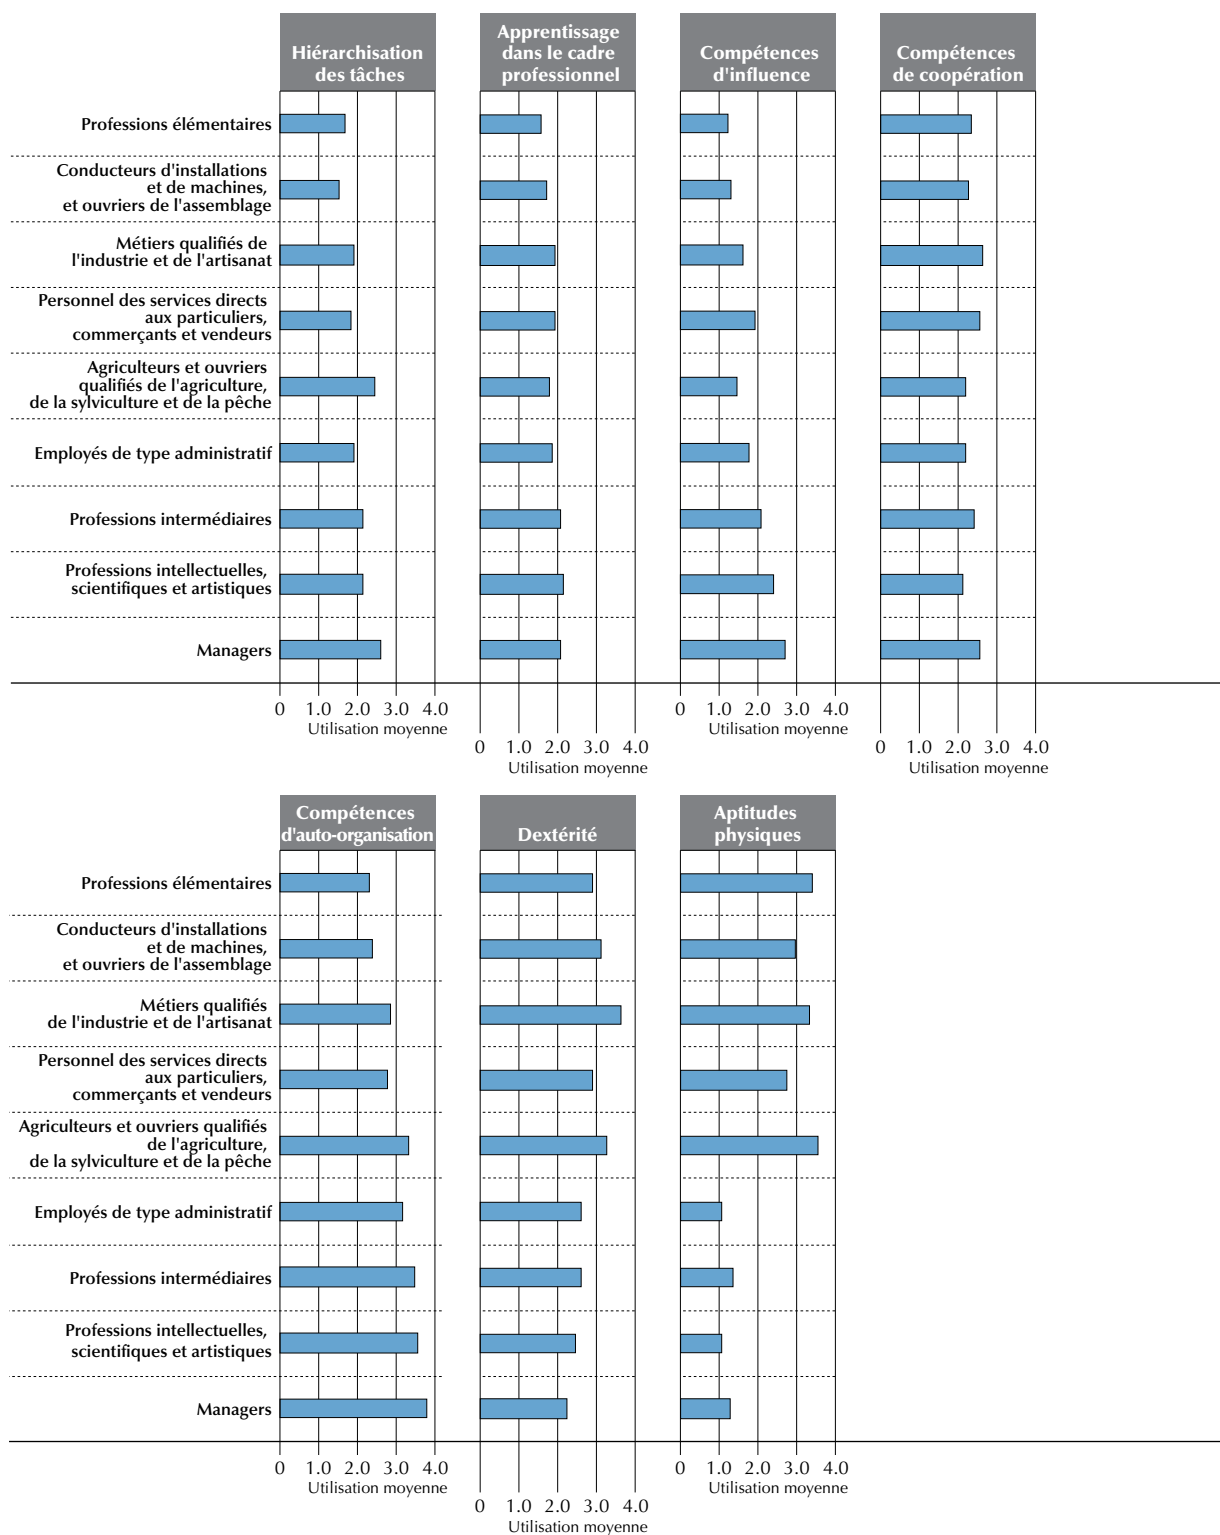 Hiérarchisation
des tâches
Apprentissage
dans le cadre
professionnel
Compétences
d'influence
Compétences
de coopération
Professions élémentaires
Conducteurs d'installations
et de machines,
et ouvriers de l'assemblage
Métiers qualifiés de
l'industrie et de l'artisanat
Personnel des services directs
aux particuliers,
commerçants et vendeurs
Agriculteurs et ouvriers
qualifiés de l'agriculture,
de la sylviculture et de la pêche
Employés de type administratif
Professions intermédiaires
Professions intellectuelles,
scientifiques et artistiques
Managers
0 1.0 2.0 3.0 4.0
Utilisation moyenne
0 1.0 2.0 3.0 4.0
Utilisation moyenne
0 1.0 2.0 3.0 4.0
Utilisation moyenne
0 1.0 2.0 3.0 4.0
Utilisation moyenne
Compétences
d'auto-organisation
Dextérité
Aptitudes
physiques
Professions élémentaires
Conducteurs d'installations
et de machines,
et ouvriers de l'assemblage
Métiers qualifiés
de l'industrie et de l'artisanat
Personnel des services directs
aux particuliers,
commerçants et vendeurs
Agriculteurs et ouvriers qualifiés
de l'agriculture,
de la sylviculture et de la pêche
Employés de type administratif
Professions intermédiaires
Professions intellectuelles,
scientifiques et artistiques
Managers
0 1.0 2.0 3.0 4.0
Utilisation moyenne
0 1.0 2.0 3.0 4.0
Utilisation moyenne
0 1.0 2.0 3.0 4.0
Utilisation moyenne